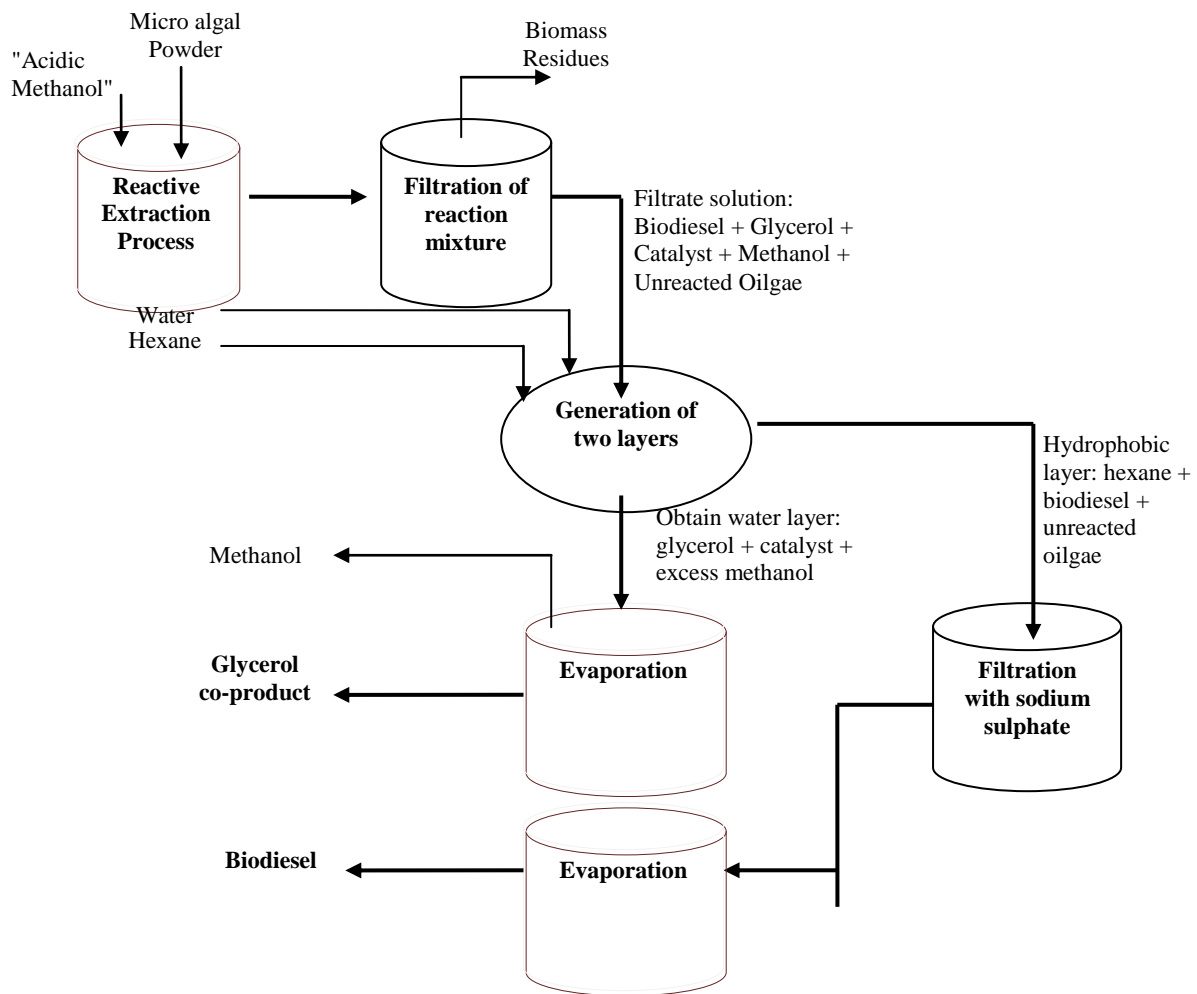 Micro algal
Powder
"Acidic
Methanol"
Biomass
Residues
Reactive
Extraction
Process
Filtration of
reaction
mixture
Filtrate solution:
Biodiesel + Glycerol +
Catalyst + Methanol +
Unreacted Oilgae
Water
Hexane
Generation of
two layers
Hydrophobic
layer: hexane +
biodiesel +
unreacted
oilgae
Obtain water layer:
glycerol + catalyst +
excess methanol
Methanol
Glycerol
co-product
Evaporation
Filtration
with sodium
sulphate
Biodiesel
Evaporation